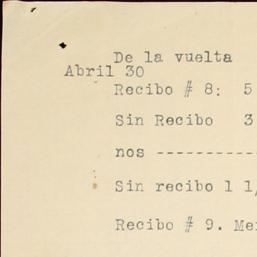 De la vuelta
Abril 30
Recibo # 8: 5
Sin Recibo 3
nos -----------
Sin recibo 1 1/
Recibo # 9. Me